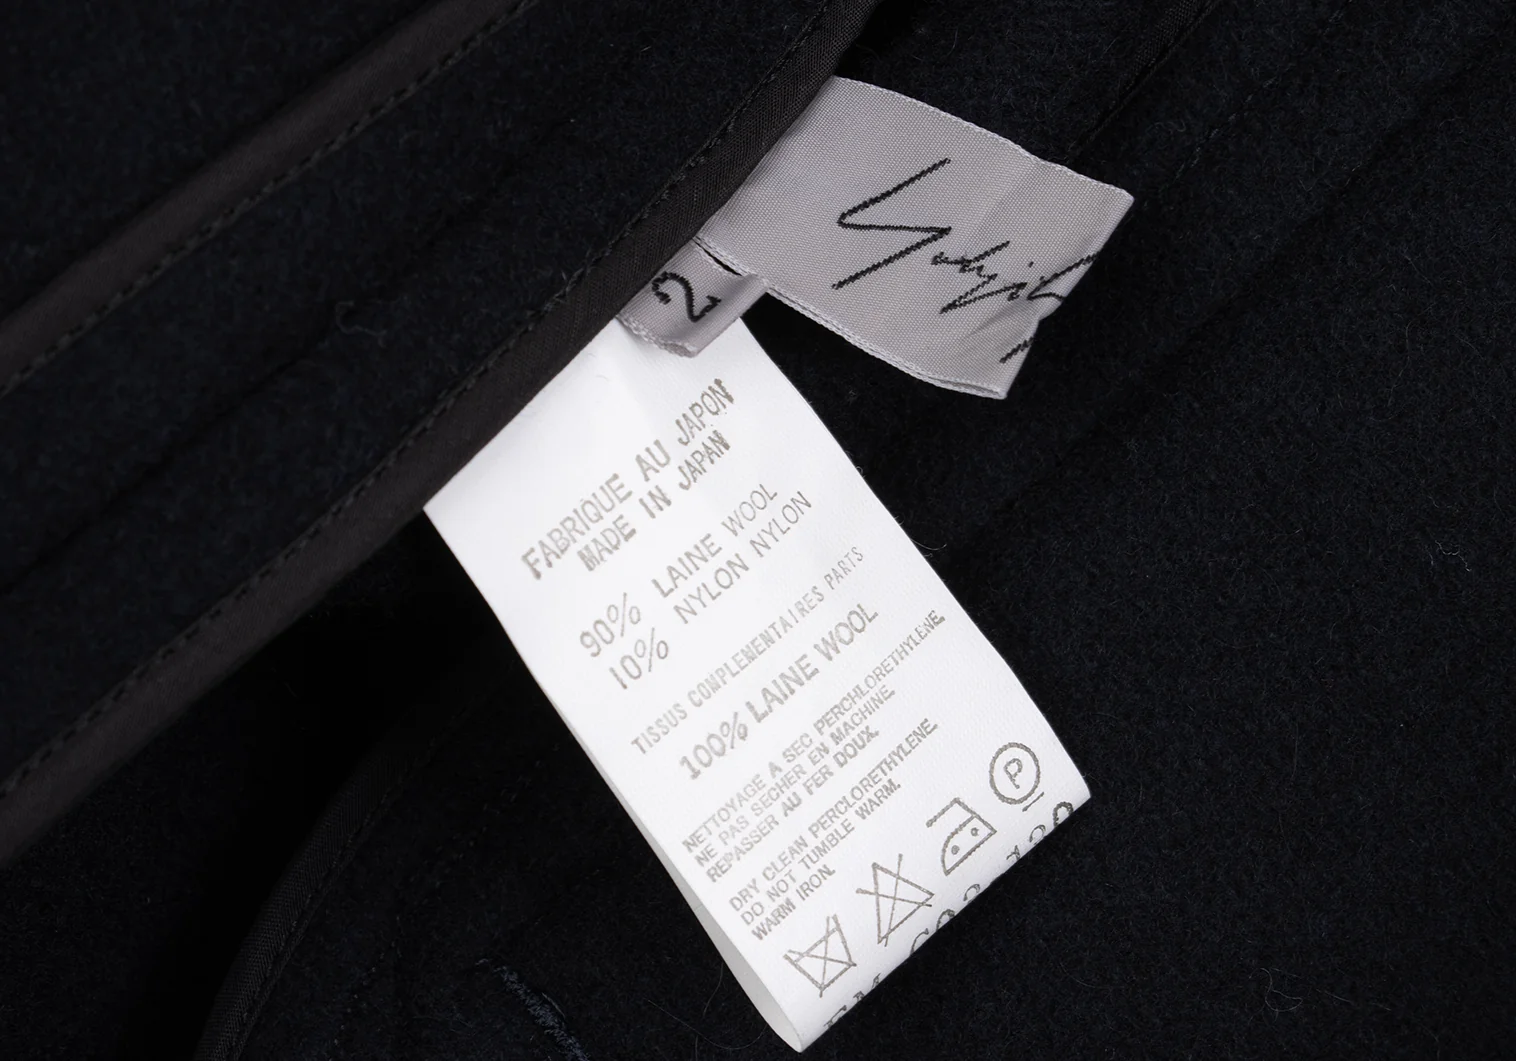 Yohji
2
FABRIQUE AU JAPON
MADE IN JAPAN
90% LAINE WOOL
10% NYLON NYLON
TISSUS COMPLEMENTAIRES PARTS
100% LAINE WOOL
NETTOYAGE A SEC PERCHLORETHYLENE.
NE PAS SECHER EN MACHINE.
REPASSER AU FER DOUX.
DRY CLEAN PERCLORETHYLENE.
DO NOT TUMBLE WARM.
WARM IRON.
P